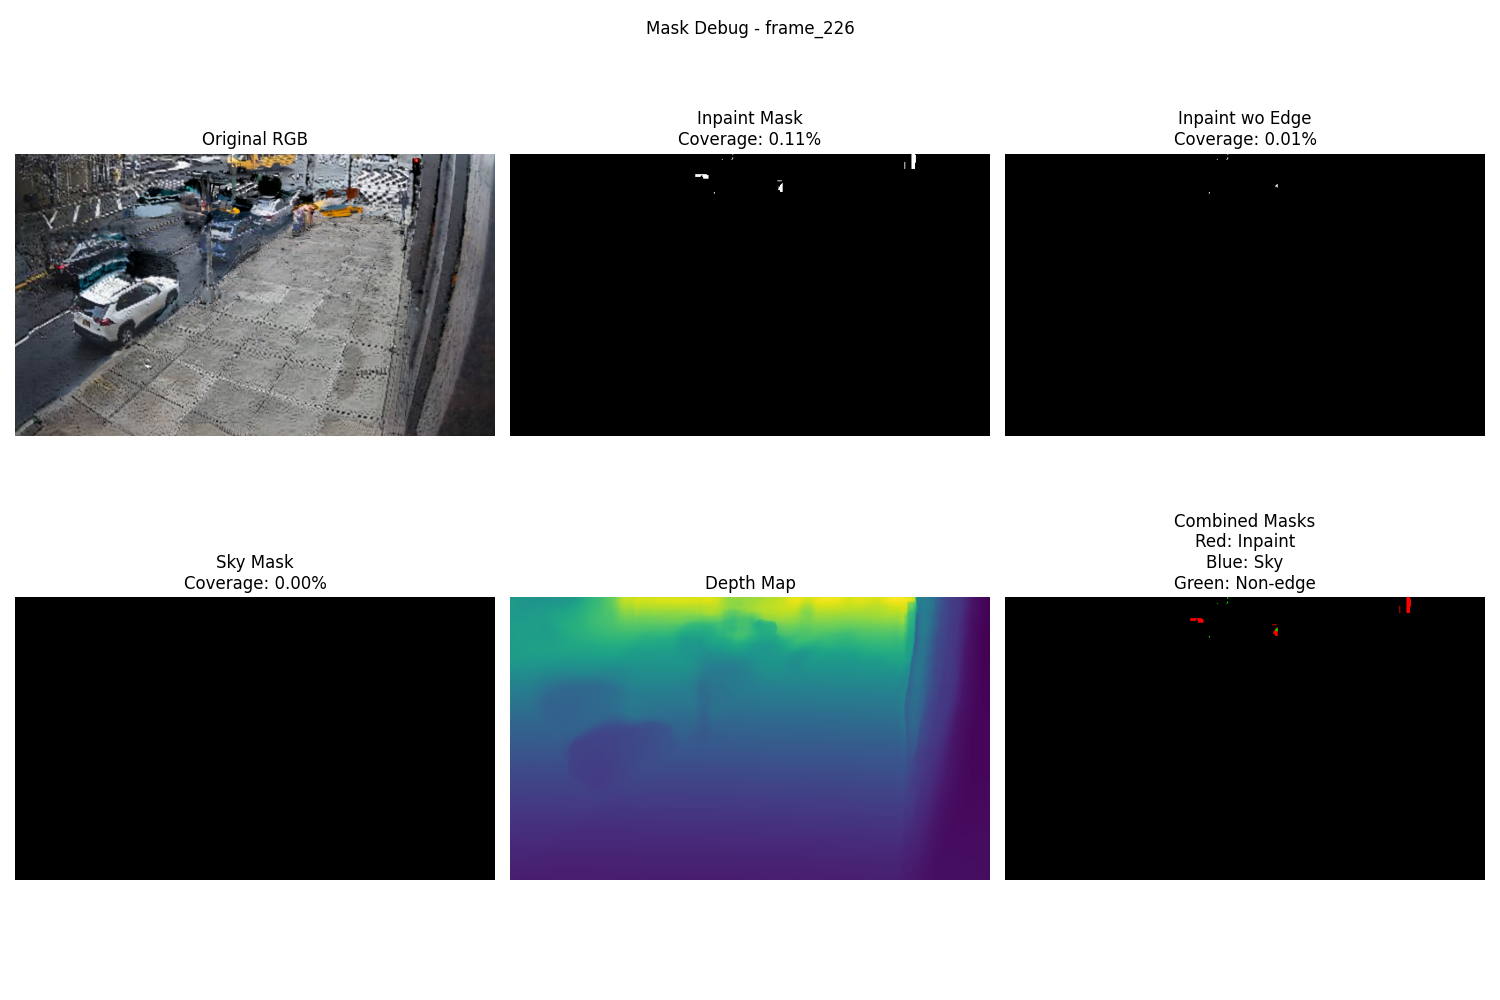 Mask Debug - frame_226
Original RGB
Inpaint Mask
Coverage: 0.11%
Inpaint wo Edge
Coverage: 0.01%
Sky Mask
Coverage: 0.00%
Depth Map
Combined Masks
Red: Inpaint
Blue: Sky
Green: Non-edge